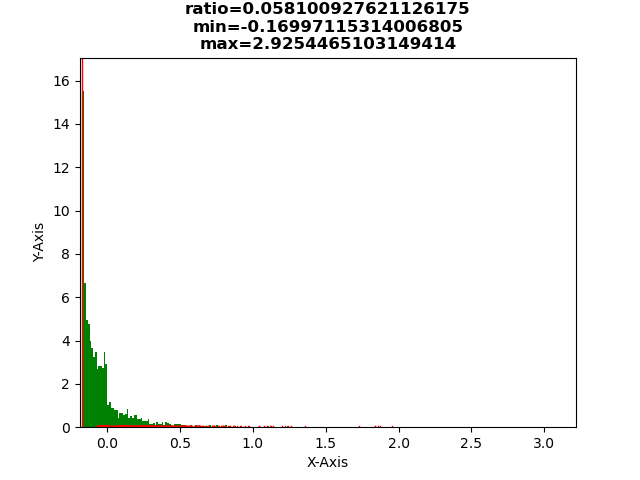 ratio=0.058100927621126175
min=-0.16997115314006805
max=2.9254465103149414
16
14
12
10
8
6
4
2
0
Y-Axis
0.0 0.5 1.0 1.5 2.0 2.5 3.0
X-Axis